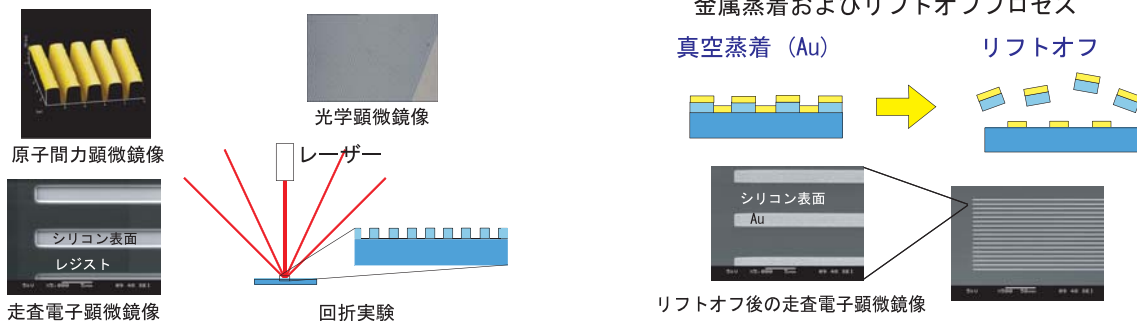 原子間力顕微鏡像
光学顕微鏡像
レーザー
シリコン表面
レジスト
走査電子顕微鏡像
回折実験
金属蒸着およびリフトオフプロセス
真空蒸着（Au）
リフトオフ
シリコン表面
Au
リフトオフ後の走査電子顕微鏡像